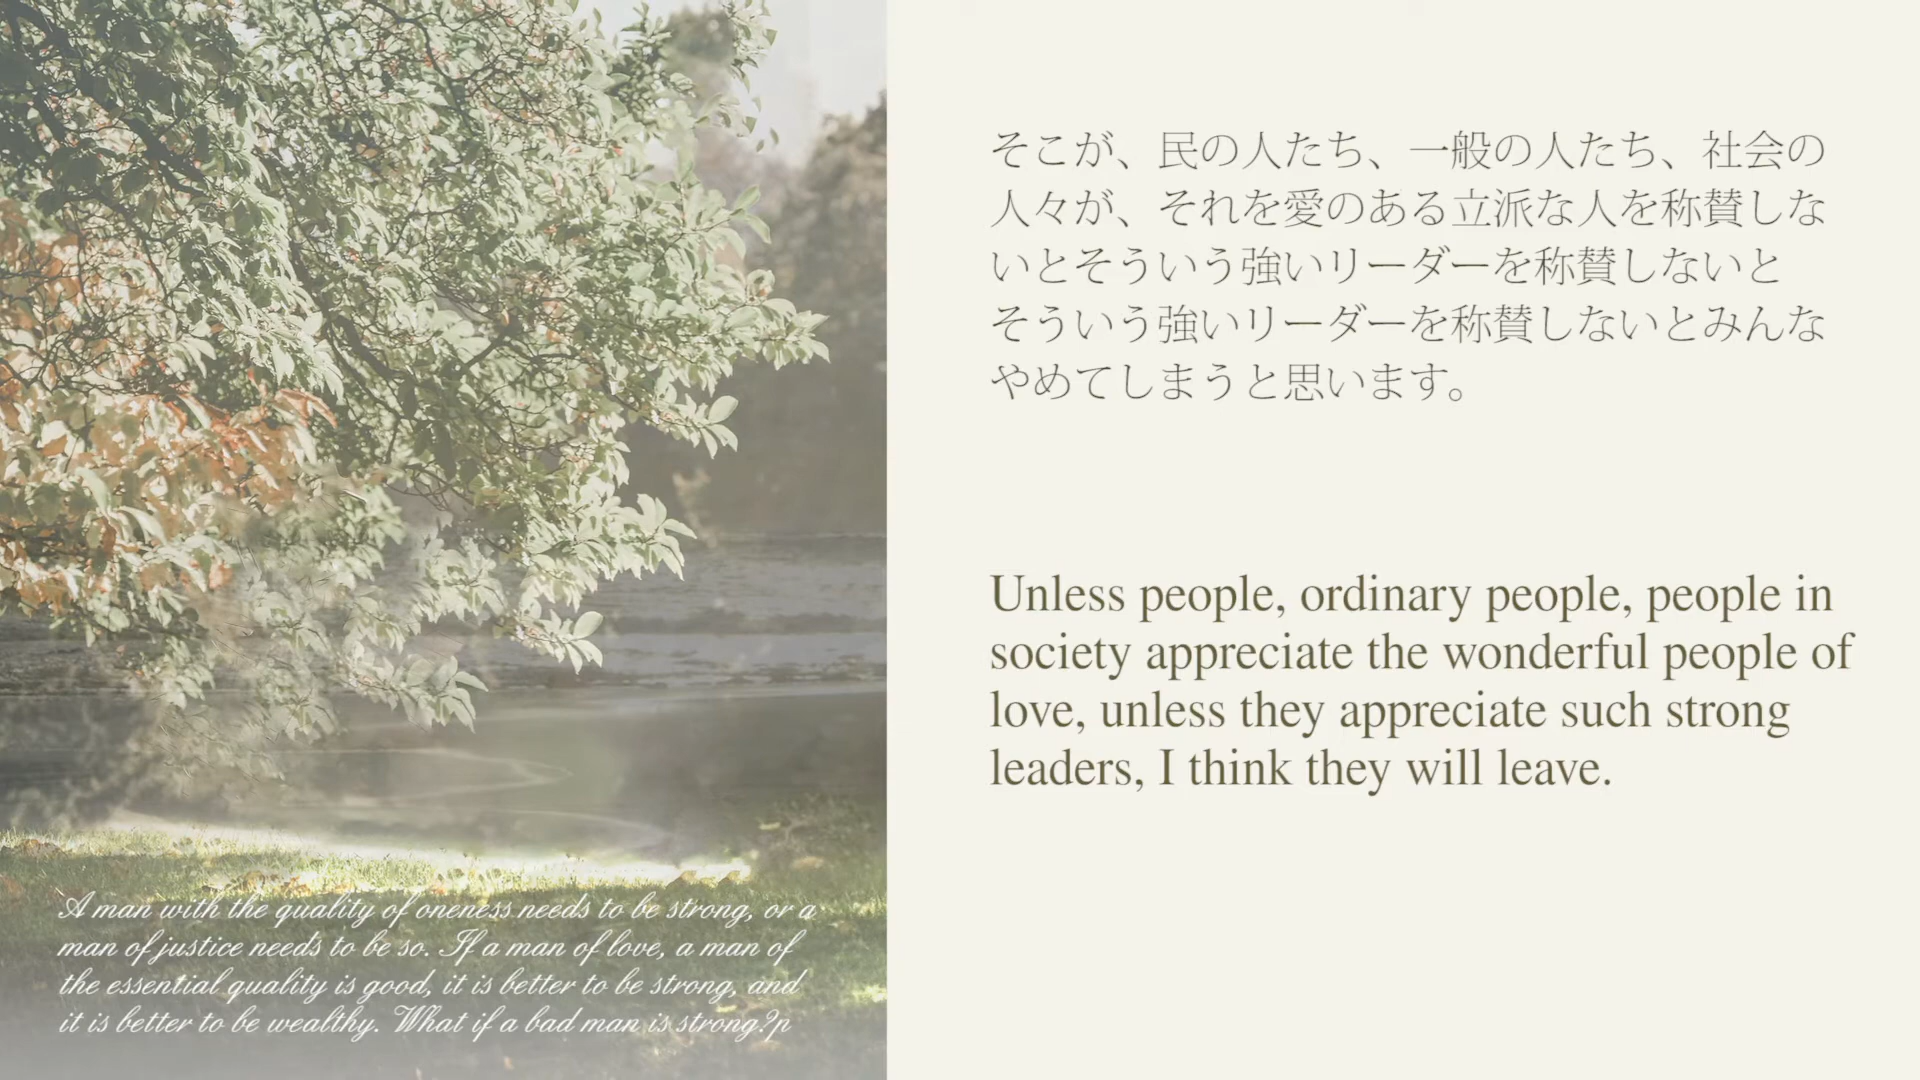 そこが、民の人たち、一般の人たち、社会の
人々が、それを愛のある立派な人を称賛しな
いとそういう強いリーダーを称賛しないと
そういう強いリーダーを称賛しないとみんな
やめてしまうと思います。
Unless people, ordinary people, people in
society appreciate the wonderful people of
love, unless they appreciate such strong
leaders, I think they will leave.
A man with the quality of oneness needs to be strong, or a
man of justice needs to be so. If a man of love, a man of
the essential quality is good, it is better to be strong, and
it is better to be wealthy. What if a bad man is strong?p